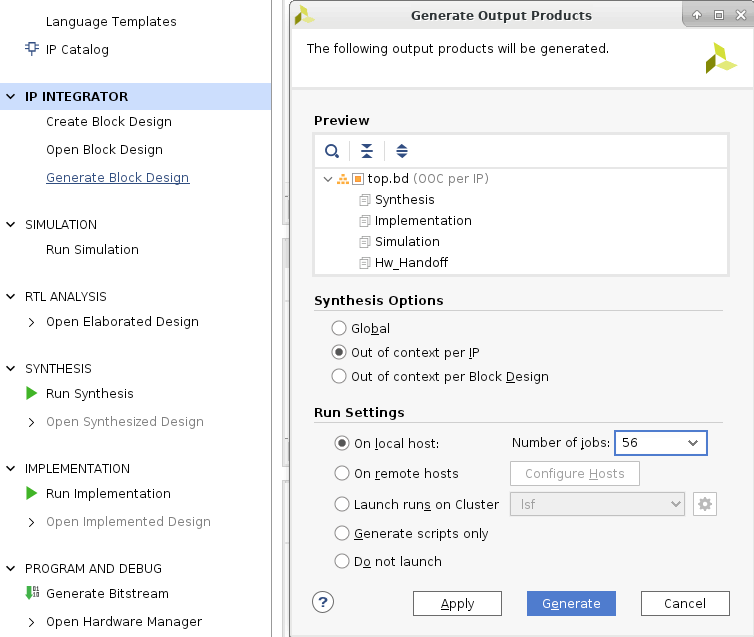 Language Templates
IP Catalog
IP INTEGRATOR
Create Block Design
Open Block Design
Generate Block Design
SIMULATION
Run Simulation
RTL ANALYSIS
Open Elaborated Design
SYNTHESIS
Run Synthesis
Open Synthesized Design
IMPLEMENTATION
Run Implementation
Open Implemented Design
PROGRAM AND DEBUG
Generate Bitstream
Open Hardware Manager
Generate Output Products
The following output products will be generated.
Preview
top.bd (OOC per IP)
Synthesis
Implementation
Simulation
Hw_Handoff
Synthesis Options
Global
Out of context per IP
Out of context per Block Design
Run Settings
On local host: Number of jobs: 56
On remote hosts Configure Hosts
Launch runs on Cluster lsf
Generate scripts only
Do not launch
? Apply Generate Cancel